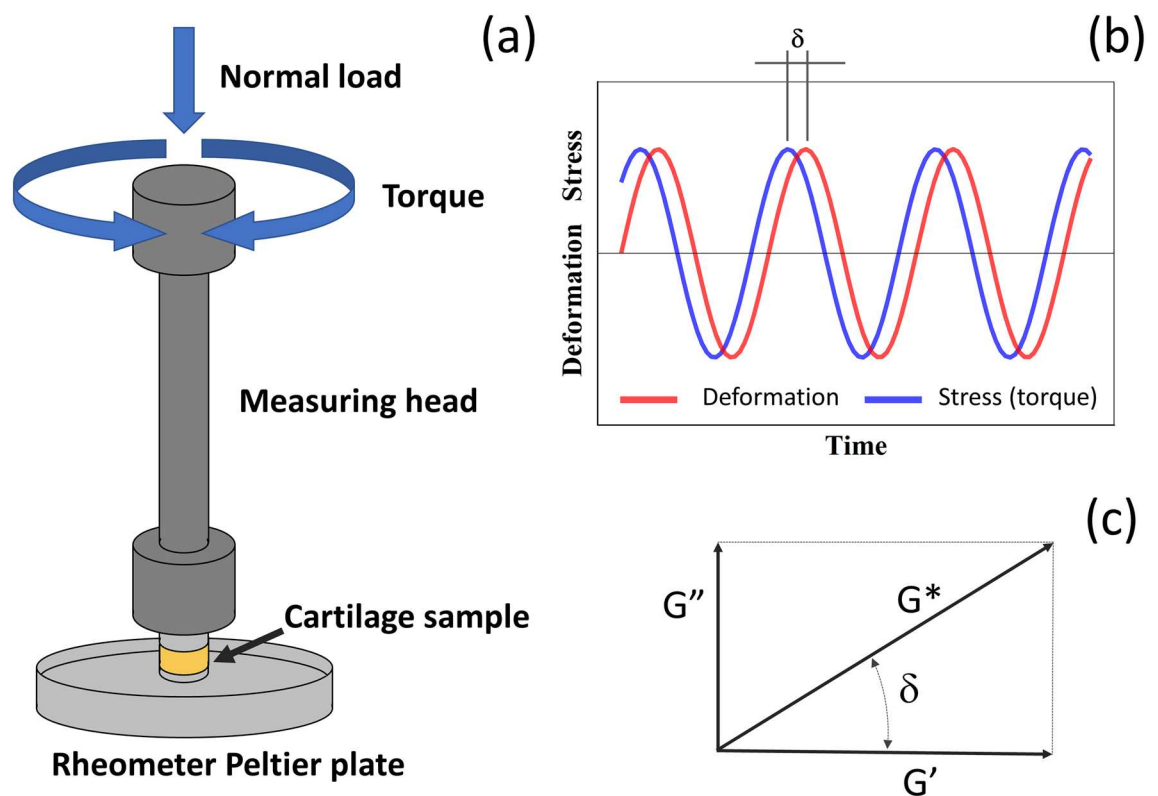 (a)
Normal load
Torque
Measuring head
Cartilage sample
Rheometer Peltier plate
(b)
δ
Deformation Stress
Deformation
Stress (torque)
Time
(c)
G”
G*
δ
G’